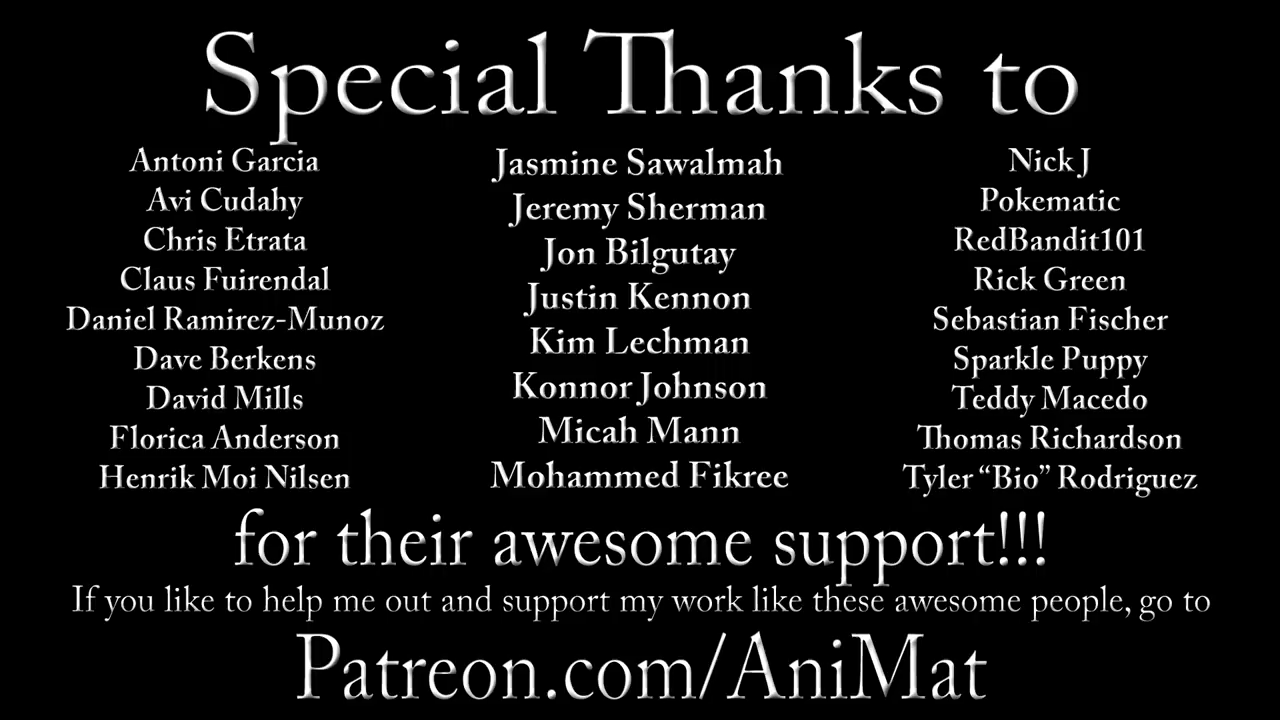 Special Thanks to
Antoni Garcia
Avi Cudahy
Chris Etrata
Claus Fuirendal
Daniel Ramirez-Munoz
Dave Berkens
David Mills
Florica Anderson
Henrik Moi Nilsen
Jasmine Sawalmah
Jeremy Sherman
Jon Bilgutay
Justin Kennon
Kim Lechman
Konnor Johnson
Micah Mann
Mohammed Fikree
Nick J
Pokematic
RedBandit101
Rick Green
Sebastian Fischer
Sparkle Puppy
Teddy Macedo
Thomas Richardson
Tyler “Bio” Rodriguez
for their awesome support!!!
If you like to help me out and support my work like these awesome people, go to
Patreon.com/AniMat